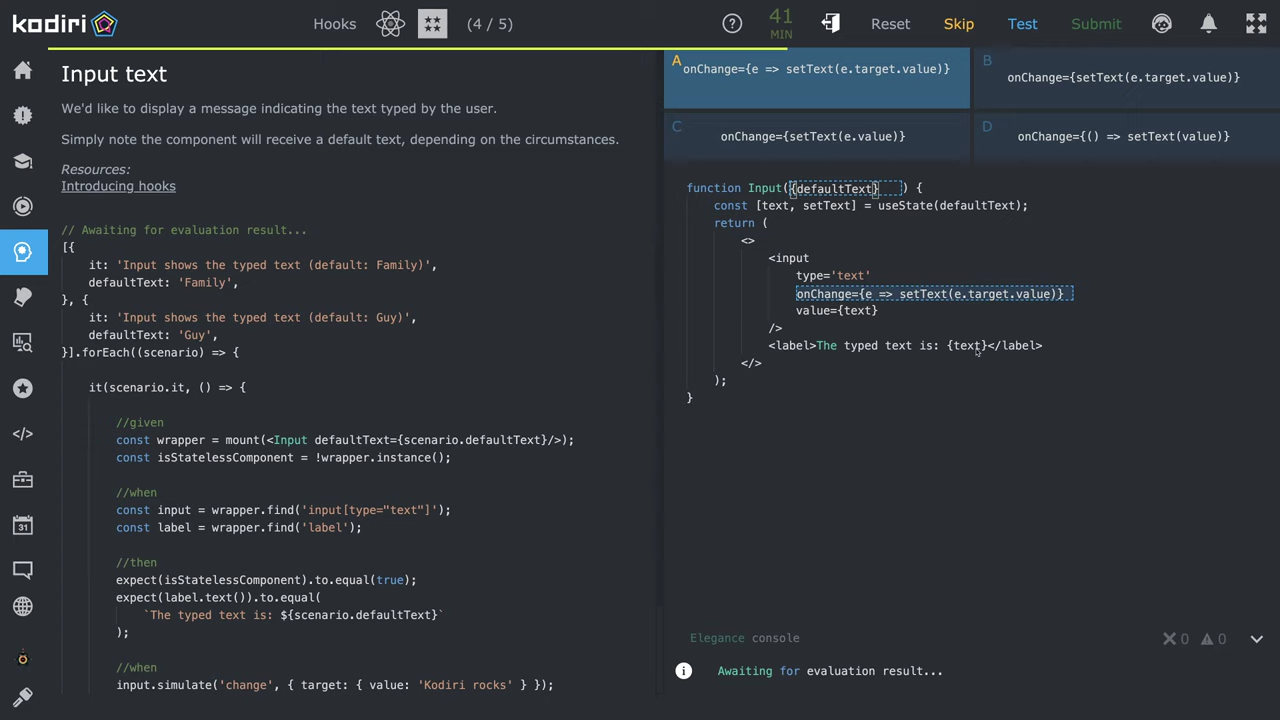 kodiri Hooks (4 / 5) ? 41 MIN Reset Skip Test Submit
Input text
We'd like to display a message indicating the text typed by the user.
Simply note the component will receive a default text, depending on the circumstances.
Resources:
Introducing hooks
// Awaiting for evaluation result...
[{
it: 'Input shows the typed text (default: Family)',
defaultText: 'Family',
}, {
it: 'Input shows the typed text (default: Guy)',
defaultText: 'Guy',
}].forEach((scenario) => {
it(scenario.it, () => {
//given
const wrapper = mount(<Input defaultText={scenario.defaultText}/>);
const isStatelessComponent = !wrapper.instance();
//when
const input = wrapper.find('input[type="text"]');
const label = wrapper.find('label');
//then
expect(isStatelessComponent).to.equal(true);
expect(label.text()).to.equal(
`The typed text is: ${scenario.defaultText}`
);
//when
input.simulate('change', { target: { value: 'Kodiri rocks' } });
A onChange={e => setText(e.target.value)}
B onChange={setText(e.target.value)}
C onChange={setText(e.value)}
D onChange={() => setText(value)}
function Input({defaultText}) {
const [text, setText] = useState(defaultText);
return (
<>
<input
type='text'
onChange={e => setText(e.target.value)}
value={text}
/>
<label>The typed text is: {text}</label>
</>
);
}
Elegance console 0 0
Awaiting for evaluation result...
31